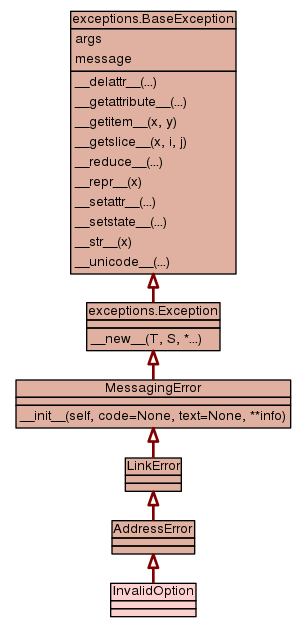 exceptions.BaseException
args
message
__delattr__(...)
__getattribute__(...)
__getitem__(x, y)
__getslice__(x, i, j)
__reduce__(...)
__repr__(x)
__setattr__(...)
__setstate__(...)
__str__(x)
__unicode__(...)
exceptions.Exception
__new__(T, S, *...)
MessagingError
__init__(self, code=None, text=None, **info)
LinkError
AddressError
InvalidOption